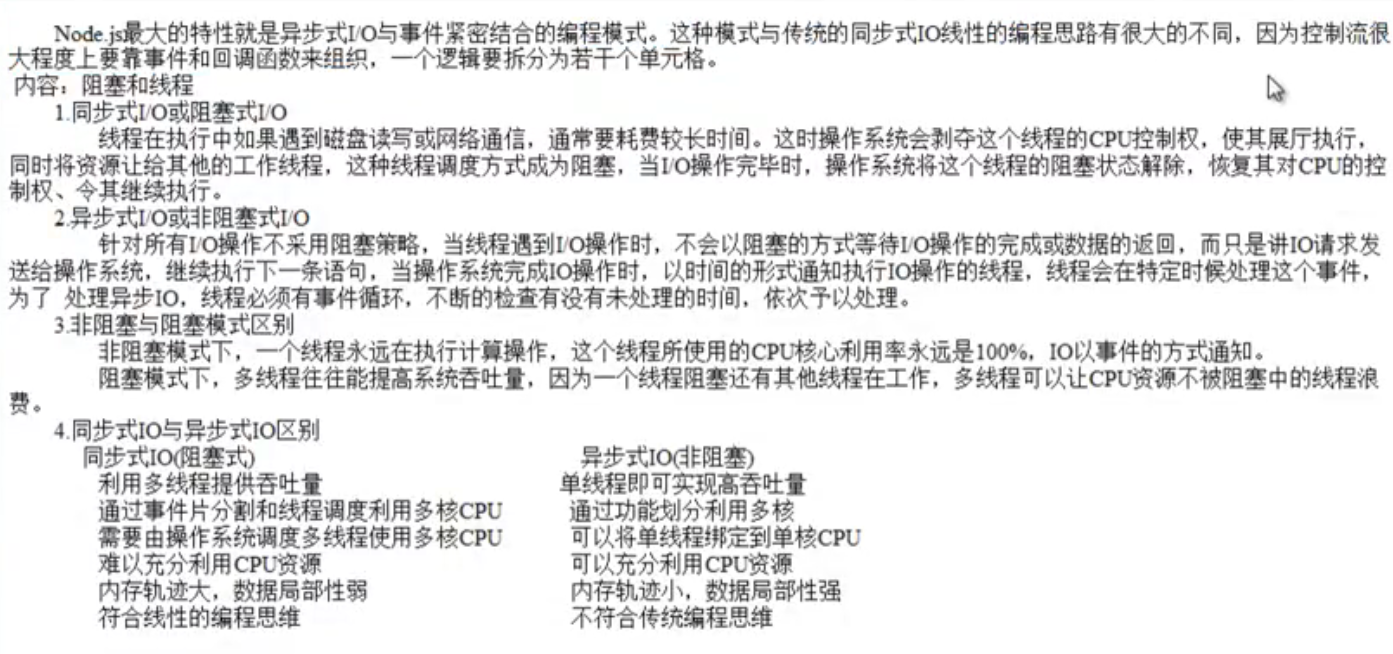 Node.js最大的特性就是异步式I/O与事件紧密结合的编程模式。这种模式与传统的同步式IO线性的编程思路有很大的不同，因为控制流很
大程度上要靠事件和回调函数来组织，一个逻辑要拆分为若干个单元格。
内容：阻塞和线程
1.同步式I/O或阻塞式I/O
线程在执行中如果遇到磁盘读写或网络通信，通常要耗费较长时间。这时操作系统会剥夺这个线程的CPU控制权，使其展厅执行，
同时将资源让给其他的工作线程，这种线程调度方式成为阻塞，当I/O操作完毕时，操作系统将这个线程的阻塞状态解除，恢复其对CPU的控
制权、令其继续执行。
2.异步式I/O或非阻塞式I/O
针对所有I/O操作不采用阻塞策略，当线程遇到I/O操作时，不会以阻塞的方式等待I/O操作的完成或数据的返回，而只是讲IO请求发
送给操作系统，继续执行下一条语句，当操作系统完成IO操作时，以时间的形式通知执行IO操作的线程，线程会在特定时候处理这个事件，
为了 处理异步IO，线程必须有事件循环，不断的检查有没有未处理的时间，依次予以处理。
3.非阻塞与阻塞模式区别
非阻塞模式下，一个线程永远在执行计算操作，这个线程所使用的CPU核心利用率永远是100%，IO以事件的方式通知。
阻塞模式下，多线程往往能提高系统吞吐量，因为一个线程阻塞还有其他线程在工作，多线程可以让CPU资源不被阻塞中的线程浪
费。
4.同步式IO与异步式IO区别
同步式IO(阻塞式) 异步式IO(非阻塞)
利用多线程提供吞吐量 单线程即可实现高吞吐量
通过事件片分割和线程调度利用多核CPU 通过功能划分利用多核
需要由操作系统调度多线程使用多核CPU 可以将单线程绑定到单核CPU
难以充分利用CPU资源 可以充分利用CPU资源
内存轨迹大，数据局部性弱 内存轨迹小，数据局部性强
符合线性的编程思维 不符合传统编程思维